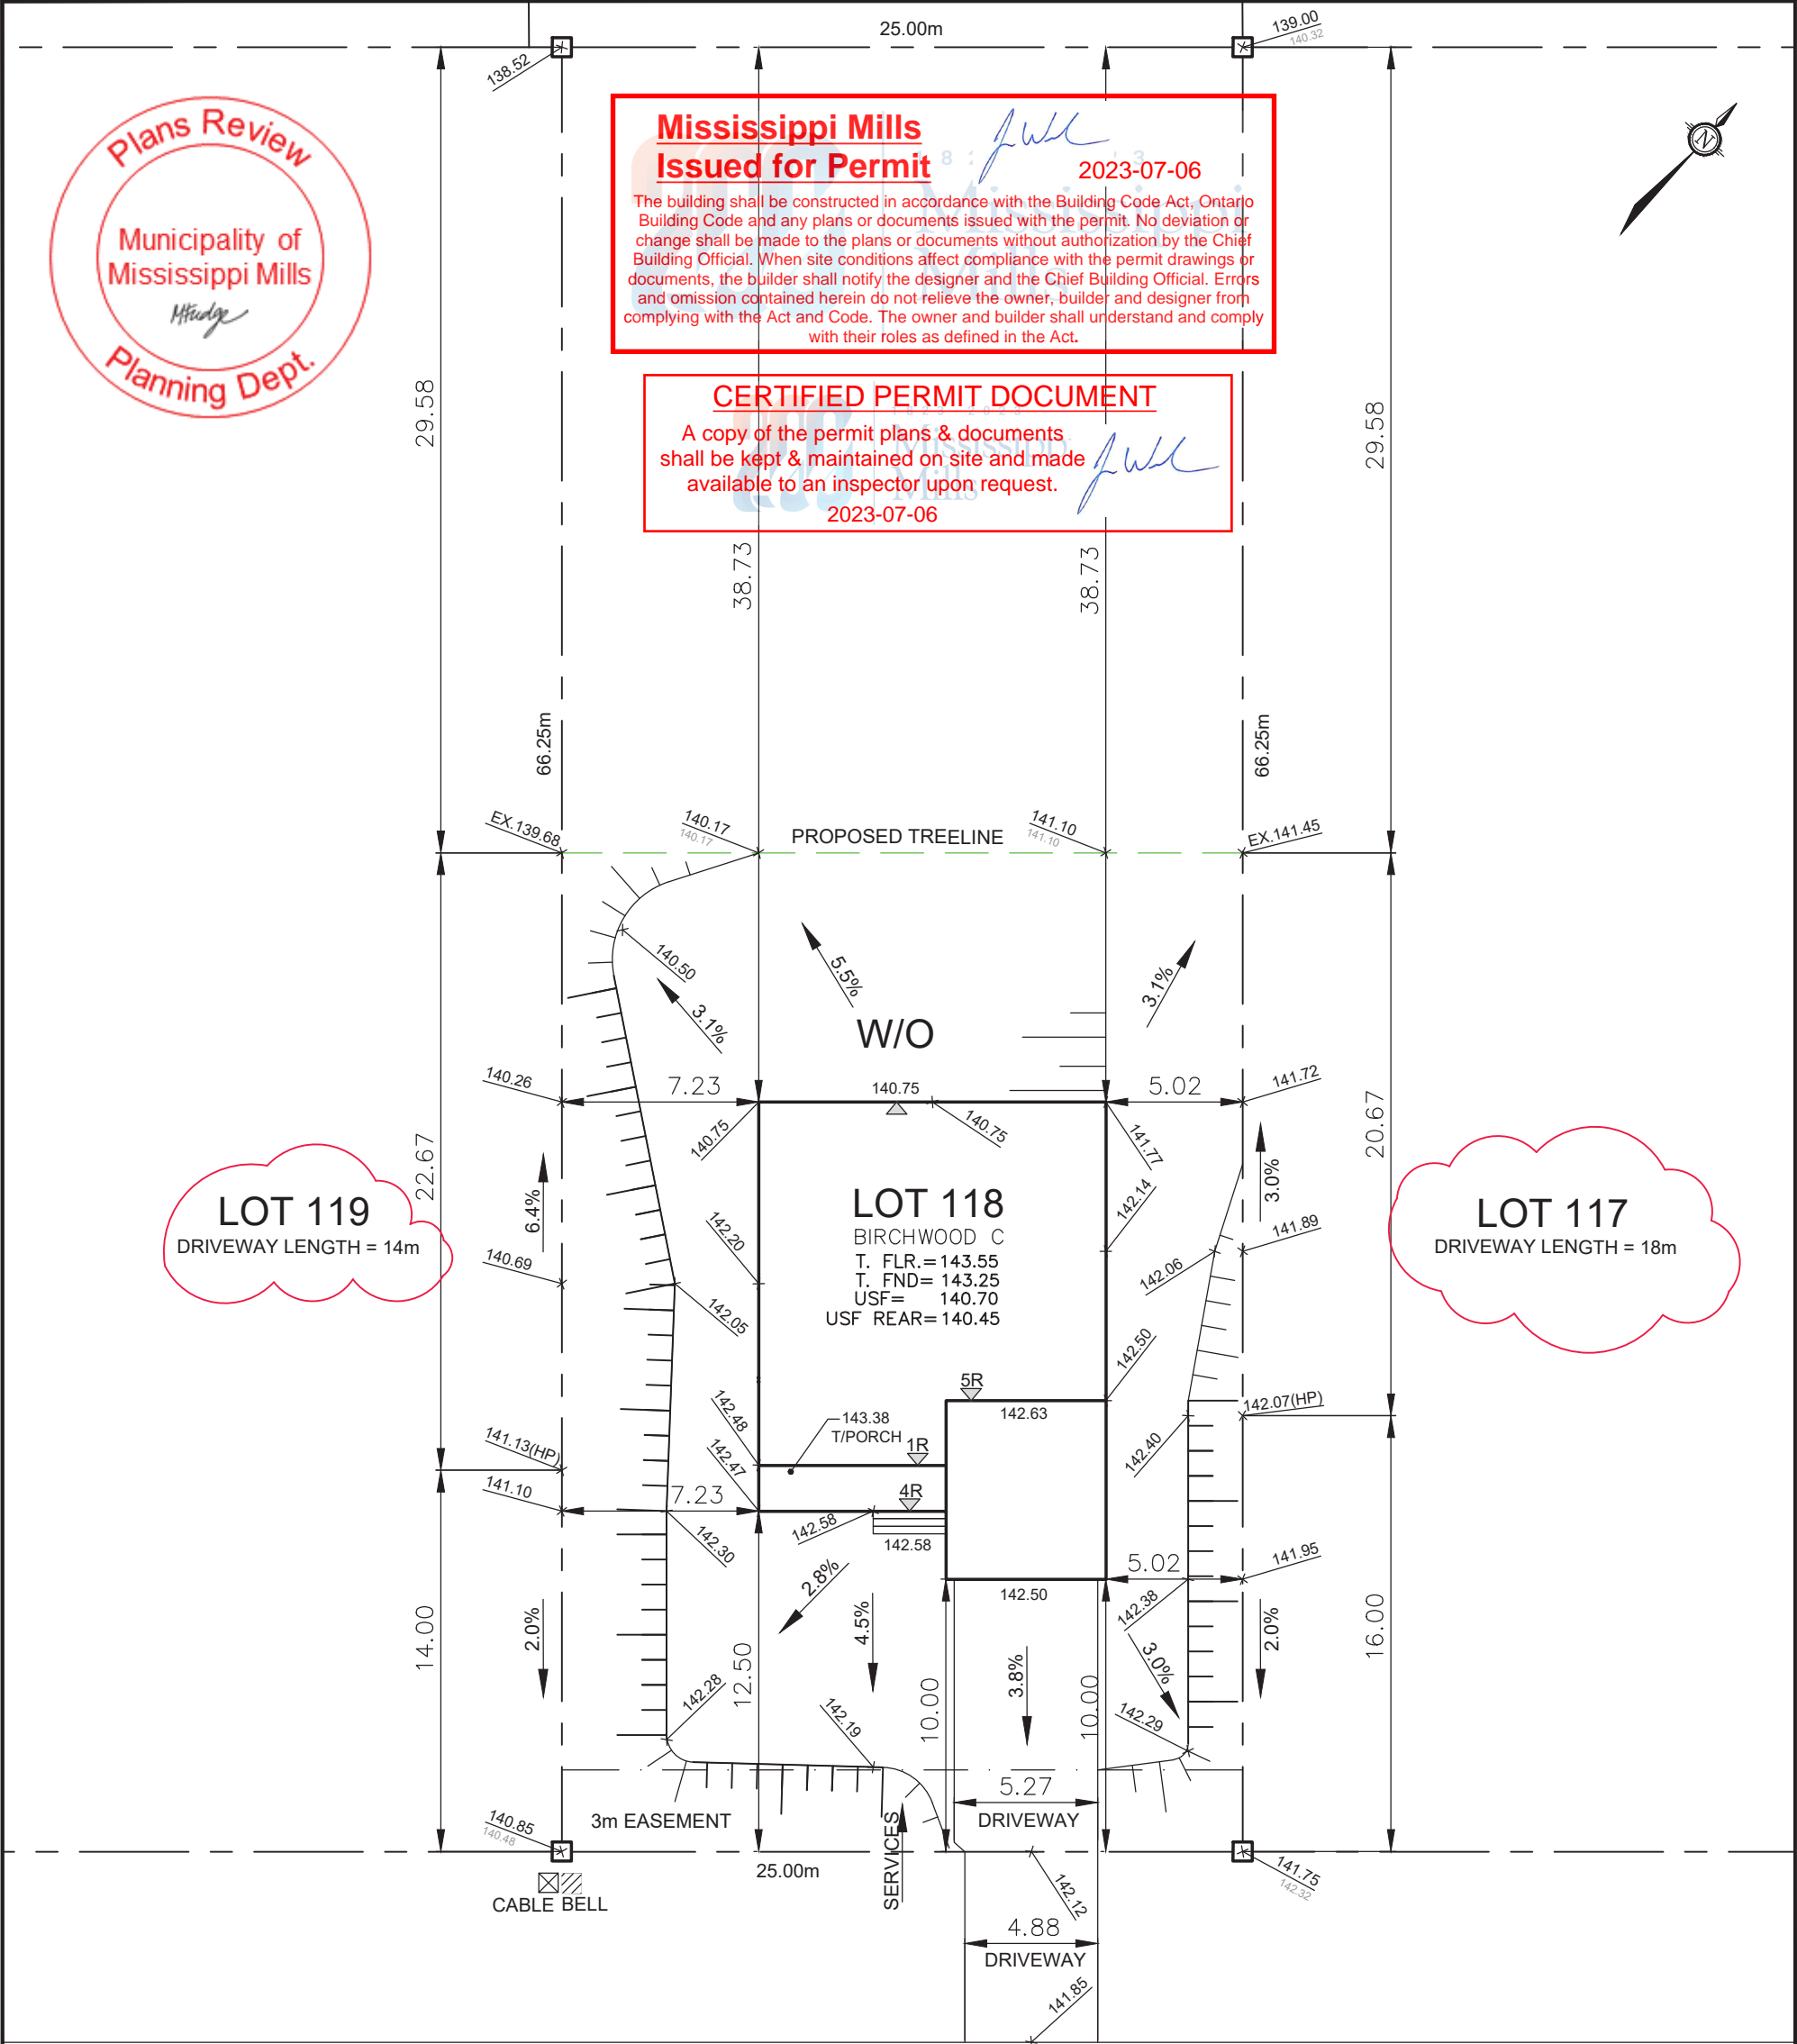 25.00m
139.00
140.32
138.52
Plans Review
Municipality of
Mississippi Mills
MFudge
Planning Dept.
Mississippi Mills
Issued for Permit
2023-07-06
The building shall be constructed in accordance with the Building Code Act, Ontario
Building Code and any plans or documents issued with the permit. No deviation or
change shall be made to the plans or documents without authorization by the Chief
Building Official. When site conditions affect compliance with the permit drawings or
documents, the builder shall notify the designer and the Chief Building Official. Errors
and omission contained herein do not relieve the owner, builder and designer from
complying with the Act and Code. The owner and builder shall understand and comply
with their roles as defined in the Act.
Mississippi
Mills
N
CERTIFIED PERMIT DOCUMENT
A copy of the permit plans & documents
shall be kept & maintained on site and made
available to an inspector upon request.
2023-07-06
Mississippi
Mills
29.58
29.58
38.73
38.73
66.25m
66.25m
EX.139.68
140.17
140.17
PROPOSED TREELINE
141.10
141.10
EX.141.45
140.50
5.5%
3.1%
3.1%
W/O
140.26
7.23
140.75
5.02
141.72
140.75
140.75
141.77
22.67
20.67
LOT 119
DRIVEWAY LENGTH = 14m
6.4%
140.69
142.20
142.05
LOT 118
BIRCHWOOD C
T. FLR.=143.55
T. FND= 143.25
USF= 140.70
USF REAR=140.45
142.14
3.0%
141.89
142.06
LOT 117
DRIVEWAY LENGTH = 18m
142.50
5R
142.63
142.07(HP)
142.48
143.38
T/PORCH
1R
142.40
141.13(HP)
142.47
141.10
7.23
4R
142.58
142.58
142.30
5.02
141.95
142.50
142.38
14.00
2.0%
2.8%
4.5%
3.8%
3.0%
2.0%
16.00
12.50
10.00
10.00
142.28
142.19
142.29
5.27
DRIVEWAY
3m EASEMENT
140.85
140.48
SERVICES
25.00m
141.75
142.32
CABLE BELL
142.12
4.88
DRIVEWAY
141.85